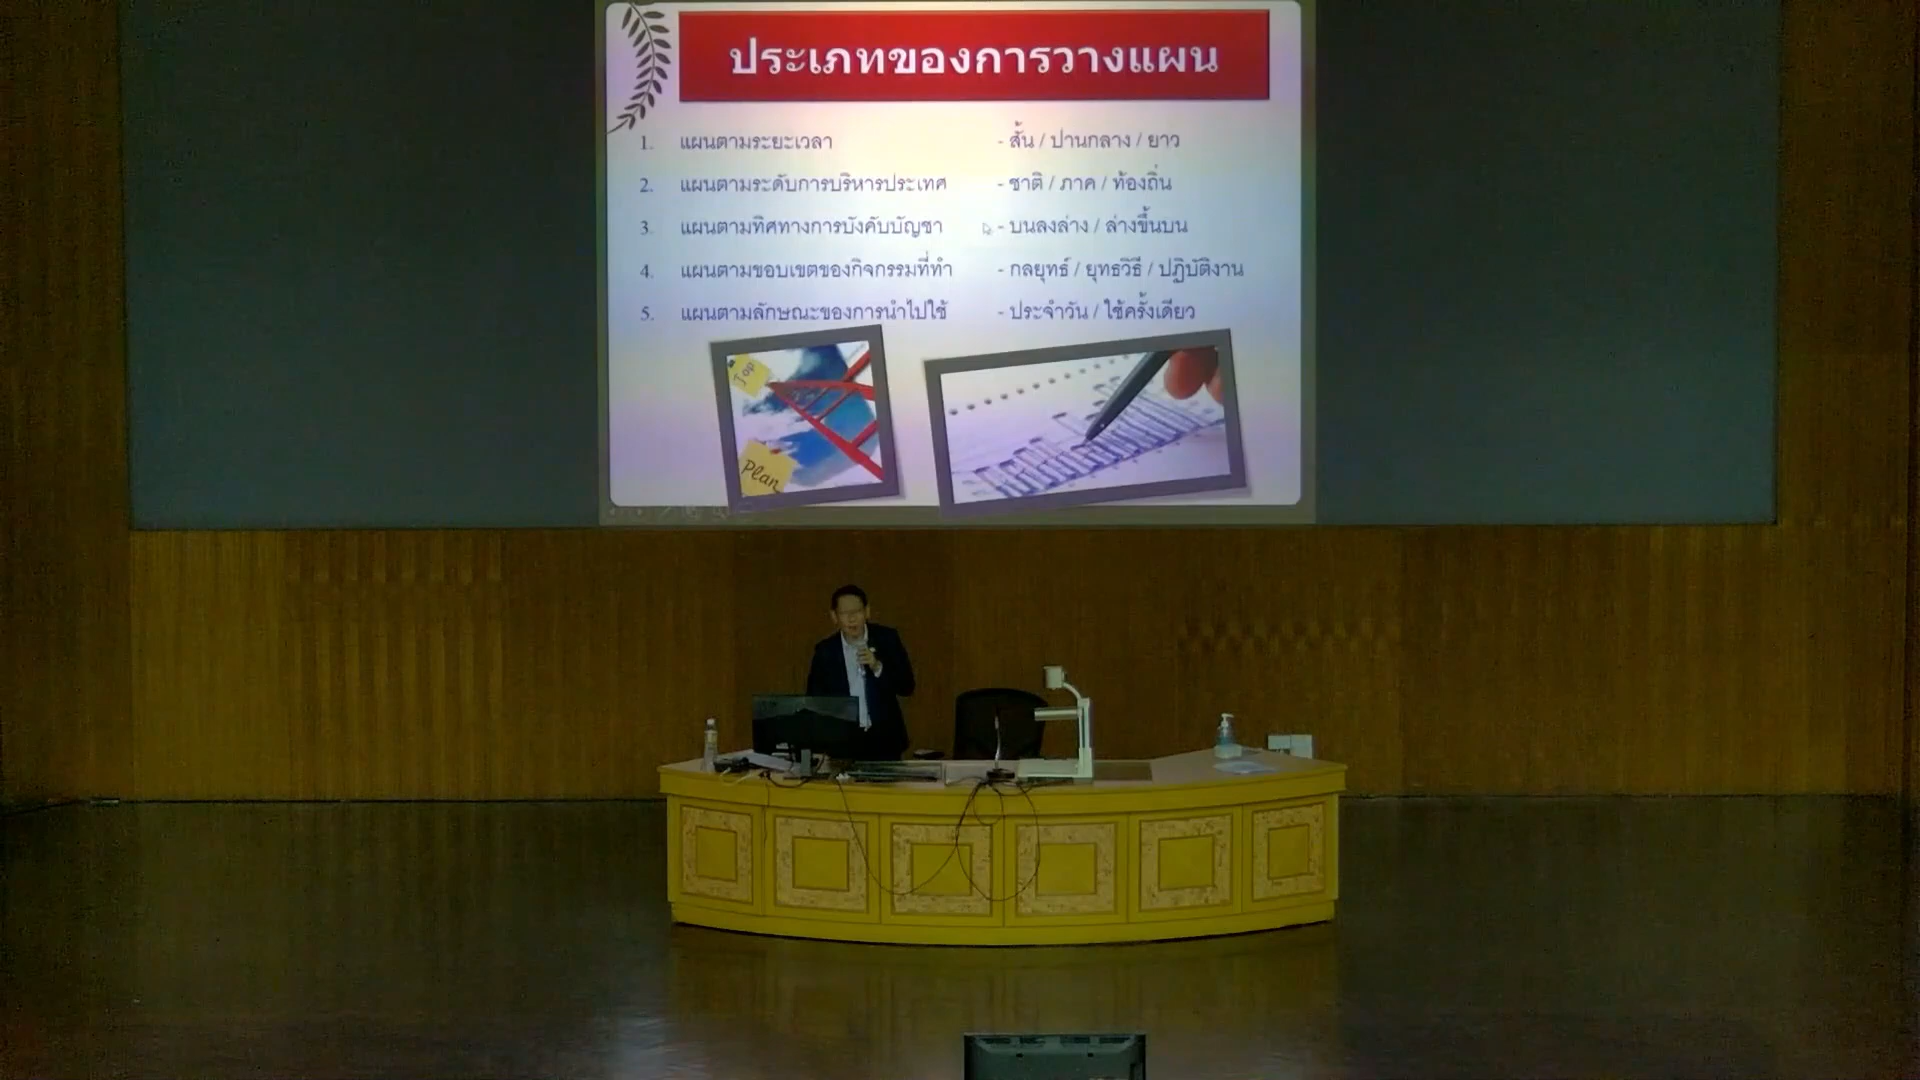 ประเภทของการวางแผน
1. แผนตามระยะเวลา - สั้น / ปานกลาง / ยาว
2. แผนตามระดับการบริหารประเทศ - ชาติ / ภาค / ท้องถิ่น
3. แผนตามทิศทางการบังคับบัญชา - บนลงล่าง / ล่างขึ้นบน
4. แผนตามขอบเขตของกิจกรรมที่ทำ - กลยุทธ์ / ยุทธวิธี / ปฏิบัติงาน
5. แผนตามลักษณะของการนำไปใช้ - ประจำวัน / ใช้ครั้งเดียว
Top
Plan